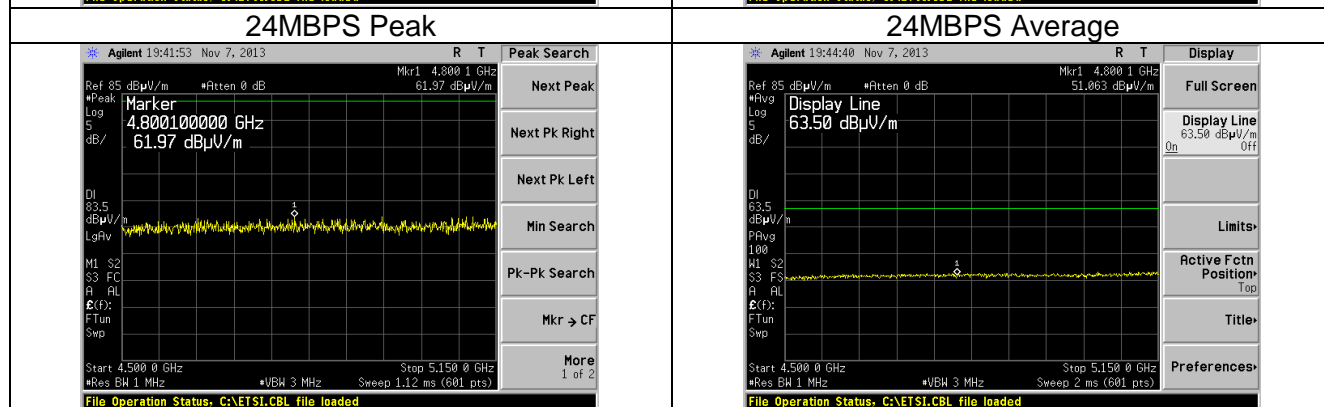 24MBPS Peak
24MBPS Average
Agilent 19:41:53 Nov 7, 2013 R T Peak Search
Mkr1 4.800 1 GHz
Ref 85 dBµV/m #Atten 0 dB 61.97 dBµV/m
#Peak
Log
5
dB/
Marker
4.800100000 GHz
61.97 dBµV/m
DI
83.5
dBµV/m
LgAv
M1 S2
S3 FC
A AL
£(f):
FTun
Swp
1
Start 4.500 0 GHz Stop 5.150 0 GHz
#Res BW 1 MHz #VBW 3 MHz Sweep 1.12 ms (601 pts)
File Operation Status, C:\ETSI.CBL file loaded
Next Peak
Next Pk Right
Next Pk Left
Min Search
Pk-Pk Search
Mkr → CF
More
1 of 2
Agilent 19:44:40 Nov 7, 2013 R T Display
Mkr1 4.800 1 GHz
Ref 85 dBµV/m #Atten 0 dB 51.063 dBµV/m
#Avg
Log
5
dB/
Display Line
63.50 dBµV/m
DI
63.5
dBµV/m
PAvg
100
W1 S2
S3 FS
A AL
£(f):
FTun
Swp
1
Start 4.500 0 GHz Stop 5.150 0 GHz
#Res BW 1 MHz #VBW 3 MHz Sweep 2 ms (601 pts)
File Operation Status, C:\ETSI.CBL file loaded
Full Screen
Display Line
63.50 dBµV/m
On Off
Limits
Active Fctn
Position
Top
Title
Preferences